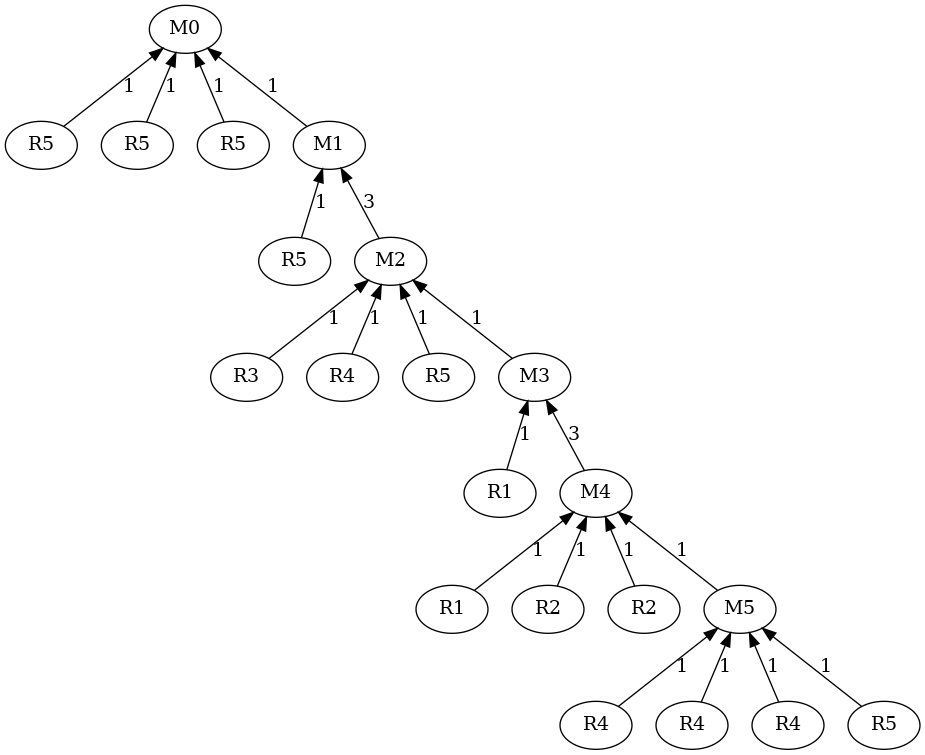 M0
1 1 1 1
R5 R5 R5 M1
1 3
R5 M2
1 1 1 1
R3 R4 R5 M3
1 3
R1 M4
1 1 1 1
R1 R2 R2 M5
1 1 1 1
R4 R4 R4 R5